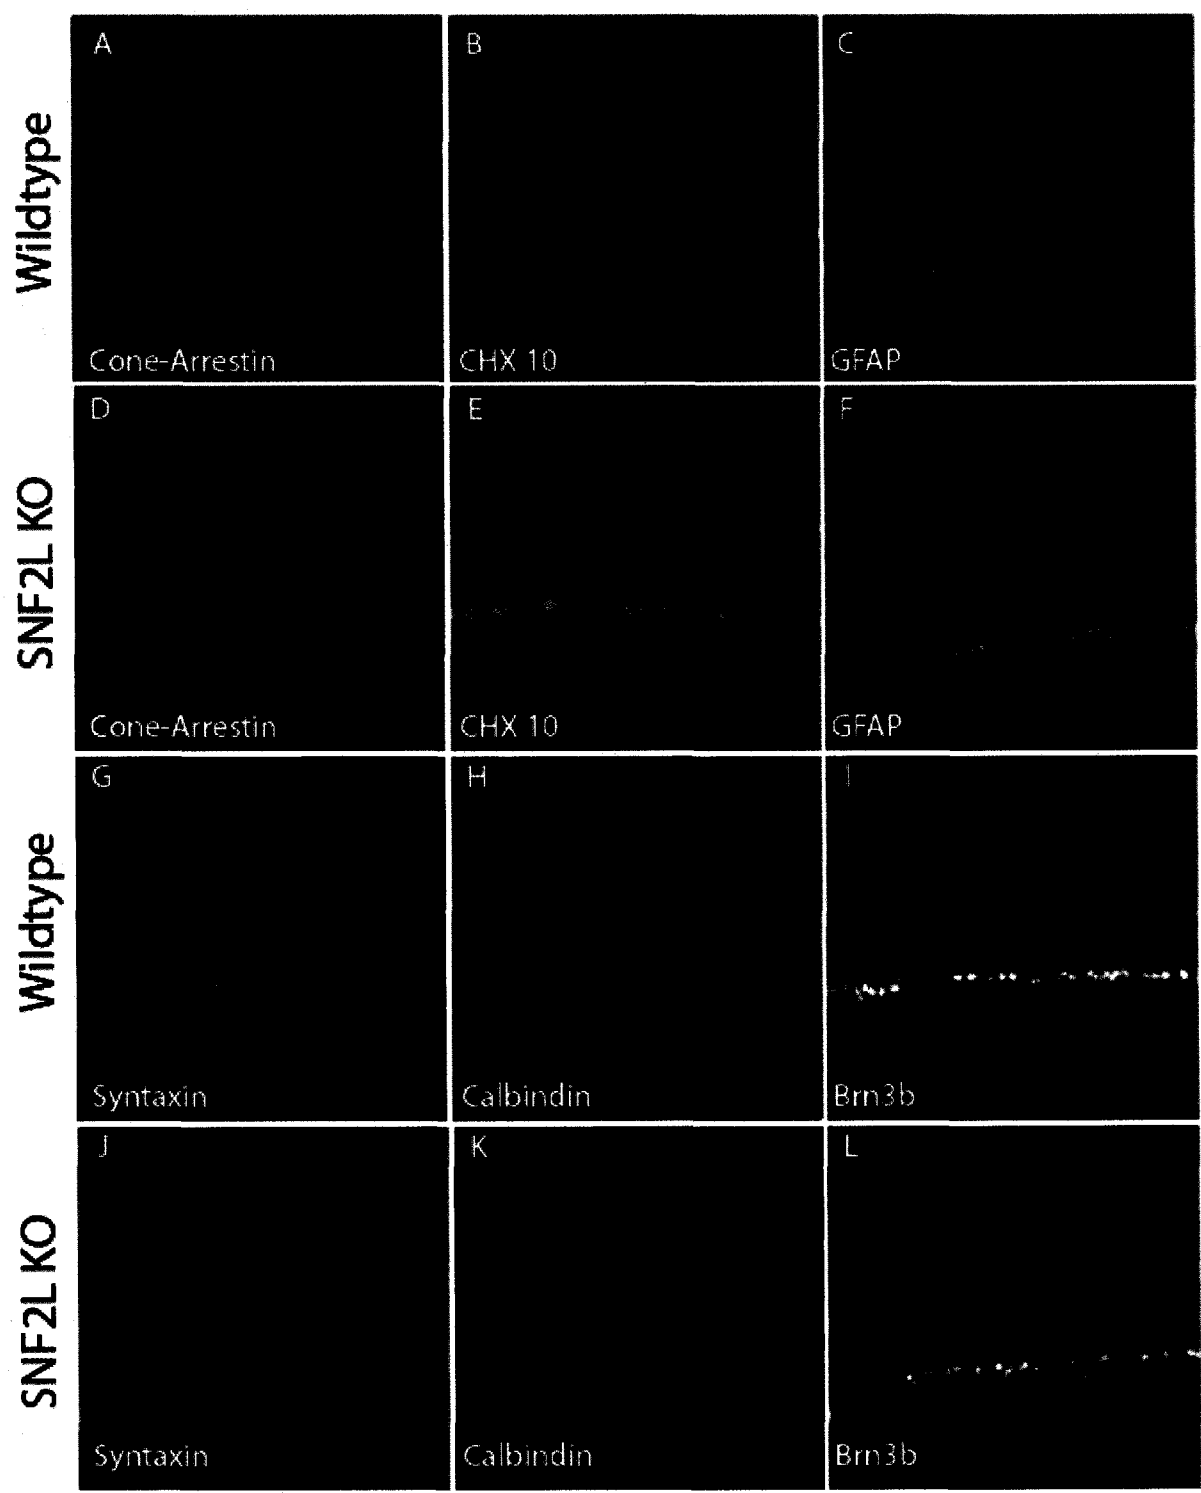 Wildtype
A
B
C
Cone-Arrestin
CHX 10
GFAP
SNF2L KO
D
E
F
Cone-Arrestin
CHX 10
GFAP
Wildtype
G
H
I
Syntaxin
Calbindin
Brn3b
SNF2L KO
J
K
L
Syntaxin
Calbindin
Brn3b